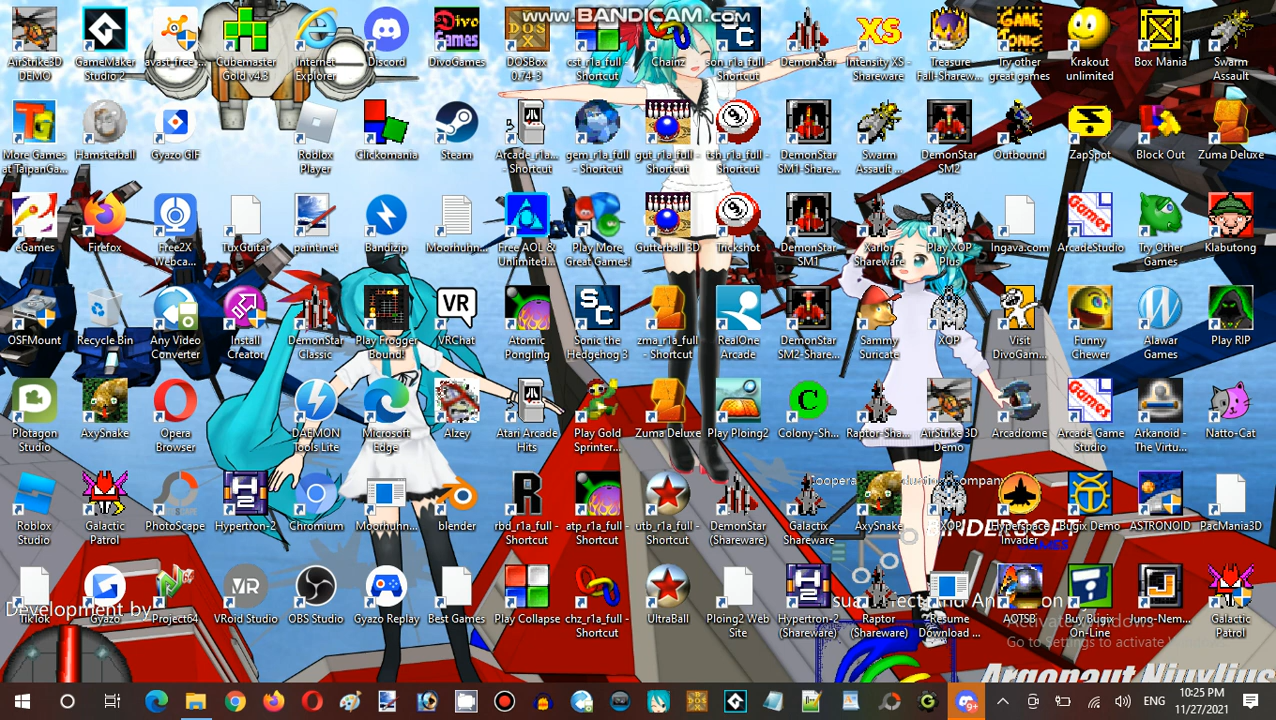 www.BANDICAM.com
AirStrike3D DEMO
GameMaker Studio 2
avast_free_...
Cubemaster Gold v4.3
Internet Explorer
Discord
DivoGames
DOSBox 0.74-3
cst_r1a_full - Shortcut
Chainz
con_r1a_full - Shortcut
DemonStar
Intensity XS - Shareware
Treasure Fall-Sharew...
Try other great games
Krakout unlimited
Box Mania
Swarm Assault
More Games at TaipanGa...
Hamsterball
Gyazo GIF
Roblox Player
Clickomania
Steam
Arcade_r1a... - Shortcut
gem_r1a_full - Shortcut
gut_r1a_full - Shortcut
tsh_r1a_full - Shortcut
DemonStar SM1-Share...
Swarm Assault ...
DemonStar SM2
Outbound
ZapSpot
Block Out
Zuma Deluxe
eGames
Firefox
Free2X Webca...
TuxGuitar
paint.net
Bandizip
Moorhuhn...
Free AOL & Unlimited...
Play More Great Games!
Gutterball 3D
Trickshot
DemonStar SM1
Xarlor Shareware
Play XOP Plus
Ingava.com
ArcadeStudio
Try Other Games
Klabutong
OSFMount
Recycle Bin
Any Video Converter
Install Creator
DemonStar Classic
Play Frogger Bound!
VRChat
Atomic Pongling
Sonic the Hedgehog 3
zma_r1a_full - Shortcut
RealOne Arcade
DemonStar SM2-Share...
Sammy Suricate
XOP
Visit DivoGam...
Funny Chewer
Alawar Games
Play RIP
Plotagon Studio
AxySnake
Opera Browser
DAEMON Tools Lite
Microsoft Edge
Alzey
Atari Arcade Hits
Play Gold Sprinter...
Zuma Deluxe
Play Ploing2
Colony-Sh...
Raptor-Sha...
AirStrike 3D Demo
Arcadrome
Arcade Game Studio
Arkanoid - The Virtu...
Natto-Cat
Roblox Studio
Galactic Patrol
PhotoScape
Hypertron-2
Chromium
Moorhuhn...
blender
rbd_r1a_full - Shortcut
atp_r1a_full - Shortcut
utb_r1a_full - Shortcut
DemonStar (Shareware)
Galactix Shareware
AxySnake
XOP
Hyperspace Invader
Bugix Demo
ASTRONOID
PacMania3D
TikTok
Gyazo
Project64
VRoid Studio
OBS Studio
Gyazo Replay
Best Games
Play Collapse
chz_r1a_full - Shortcut
UltraBall
Ploing2 Web Site
Hypertron-2 (Shareware)
Raptor (Shareware)
Resume Download ...
AOTSB
Buy Bugix On-Line
Juno-Nem...
Galactic Patrol
Development by
GAMES
Activate Windows
Go to Settings to activate Windows.
Argonaut
ENG
10:25 PM
11/27/2021